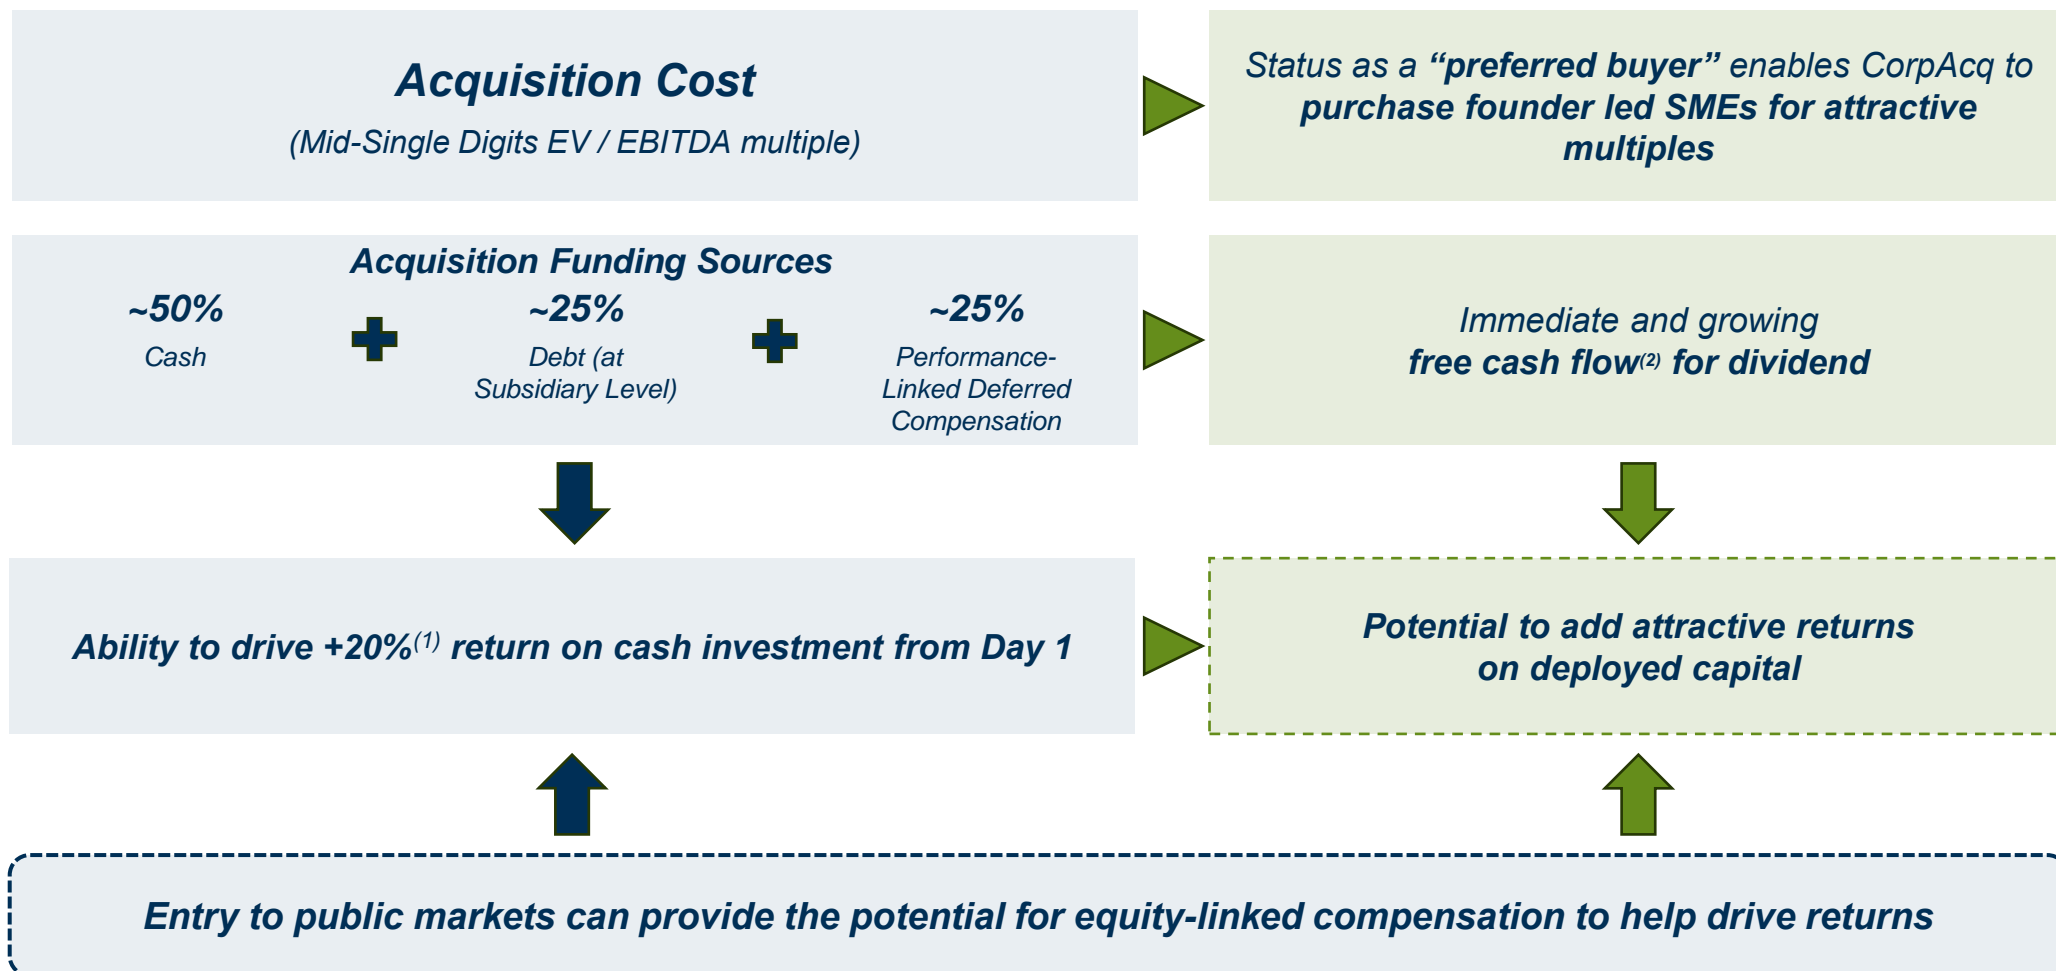 Acquisition Cost
(Mid-Single Digits EV / EBITDA multiple)
Status as a “preferred buyer” enables CorpAcq to
purchase founder led SMEs for attractive
multiples
Acquisition Funding Sources
~50%
Cash
~25%
Debt (at
Subsidiary Level)
~25%
Performance-
Linked Deferred
Compensation
Immediate and growing
free cash flow(2) for dividend
Ability to drive +20%(1) return on cash investment from Day 1
Potential to add attractive returns
on deployed capital
Entry to public markets can provide the potential for equity-linked compensation to help drive returns